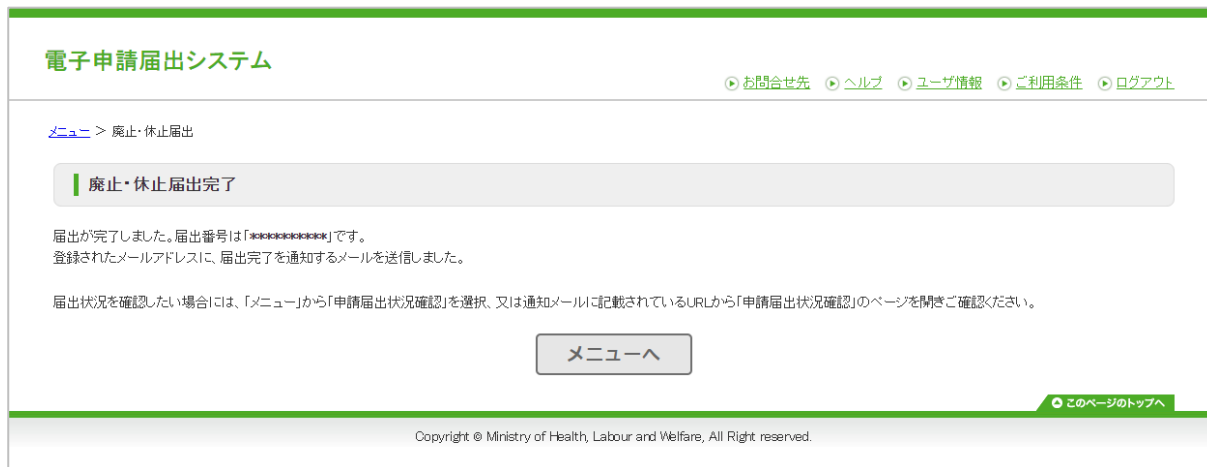 電子申請届出システム
お問合せ先 ヘルプ ユーザ情報 ご利用条件 ログアウト
メニュー > 廃止・休止届出
廃止・休止届出完了
届出が完了しました。届出番号は「**********」です。
登録されたメールアドレスに、届出完了を通知するメールを送信しました。
届出状況を確認したい場合には、「メニュー」から「申請届出状況確認」を選択、又は通知メールに記載されているURLから「申請届出状況確認」のページを開きご確認ください。
メニューへ
このページのトップへ
Copyright © Ministry of Health, Labour and Welfare, All Right reserved.